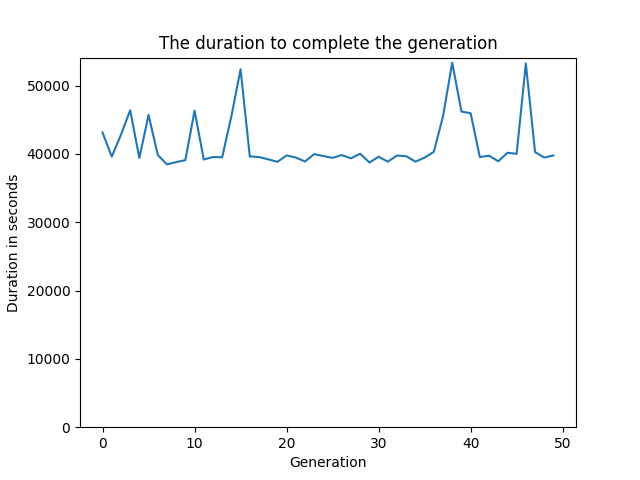 The duration to complete the generation
50000
40000
30000
20000
10000
0
Duration in seconds
0 10 20 30 40 50
Generation